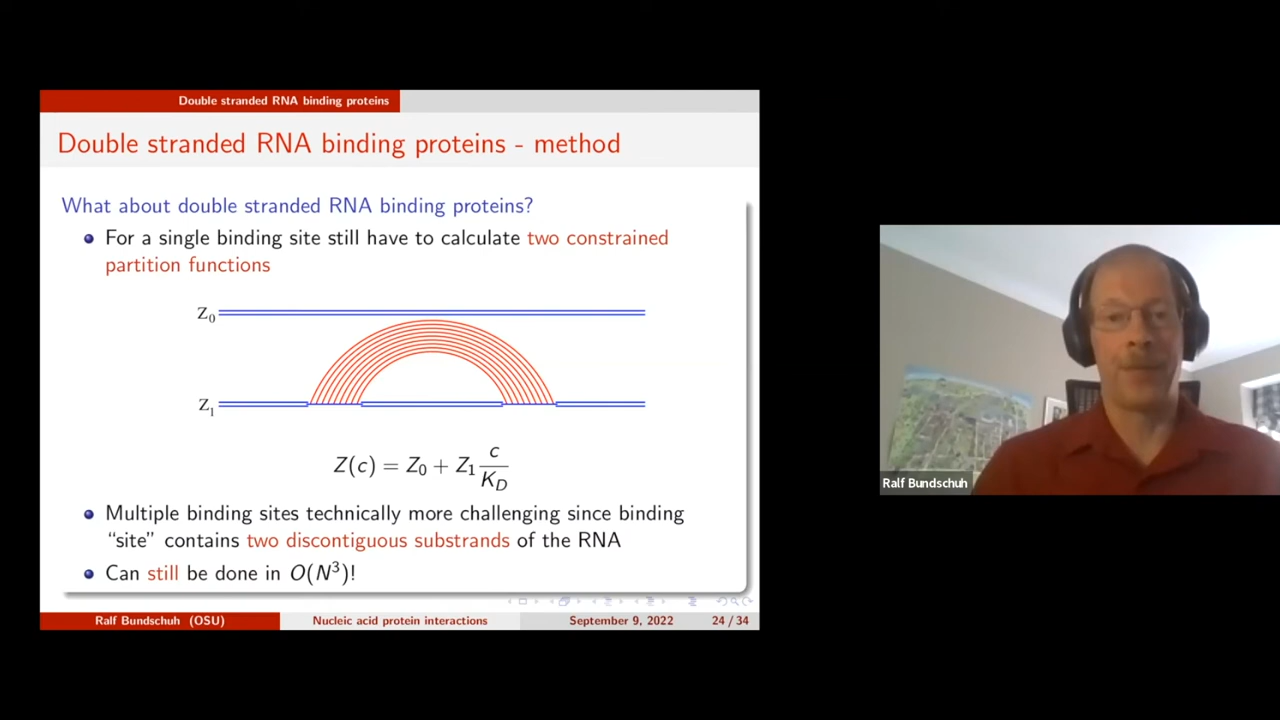 Double stranded RNA binding proteins
Double stranded RNA binding proteins - method
What about double stranded RNA binding proteins?
For a single binding site still have to calculate two constrained
partition functions
Z0
Z1
Z(c) = Z0 + Z1 c/KD
Multiple binding sites technically more challenging since binding
“site” contains two discontiguous substrands of the RNA
Can still be done in O(N³)!
Ralf Bundschuh (OSU) Nucleic acid protein interactions September 9, 2022 24 / 34
Ralf Bundschuh